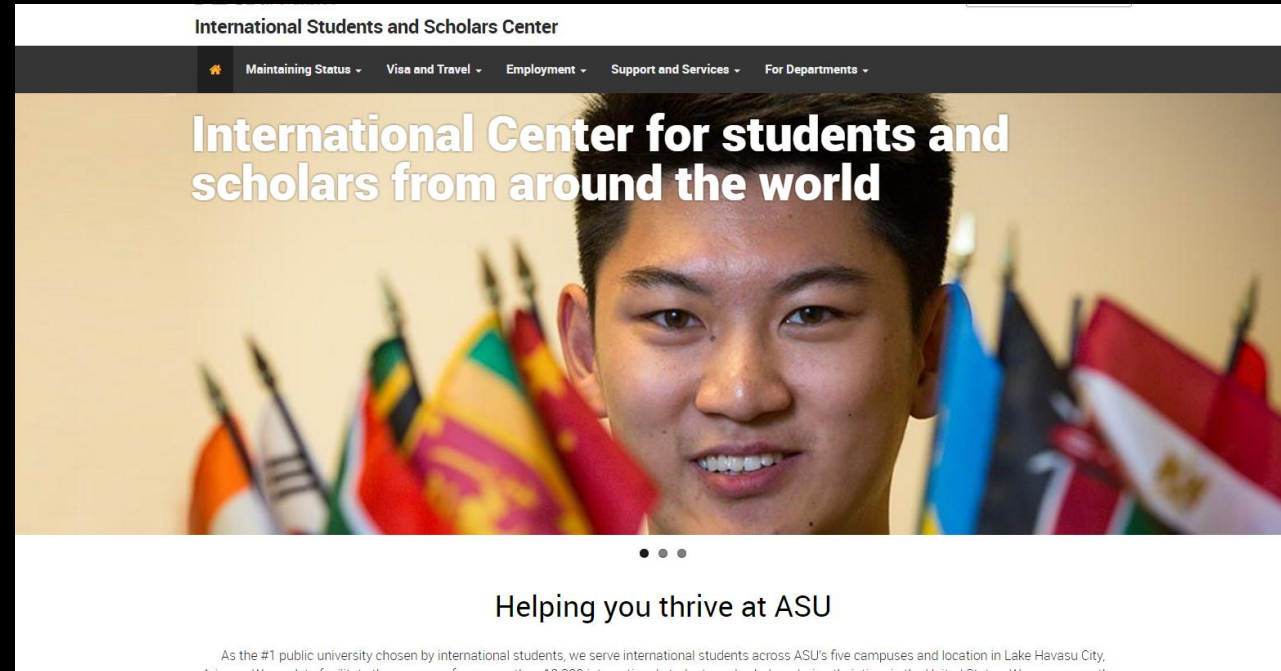 International Students and Scholars Center
Maintaining Status Visa and Travel Employment Support and Services For Departments
International Center for students and
scholars from around the world
Helping you thrive at ASU
As the #1 public university chosen by international students, we serve international students across ASU's five campuses and location in Lake Havasu City,